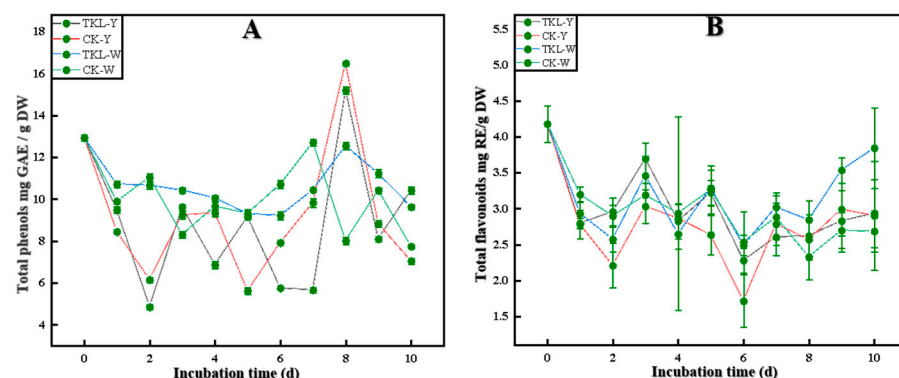 A
TKL-Y
CK-Y
TKL-W
CK-W
Total phenols mg GAE / g DW
18
16
14
12
10
8
6
4
0 2 4 6 8 10
Incubation time (d)
B
TKL-Y
CK-Y
TKL-W
CK-W
Total flavonoids mg RE/g DW
5.5
5.0
4.5
4.0
3.5
3.0
2.5
2.0
1.5
0 2 4 6 8 10
Incubation time (d)